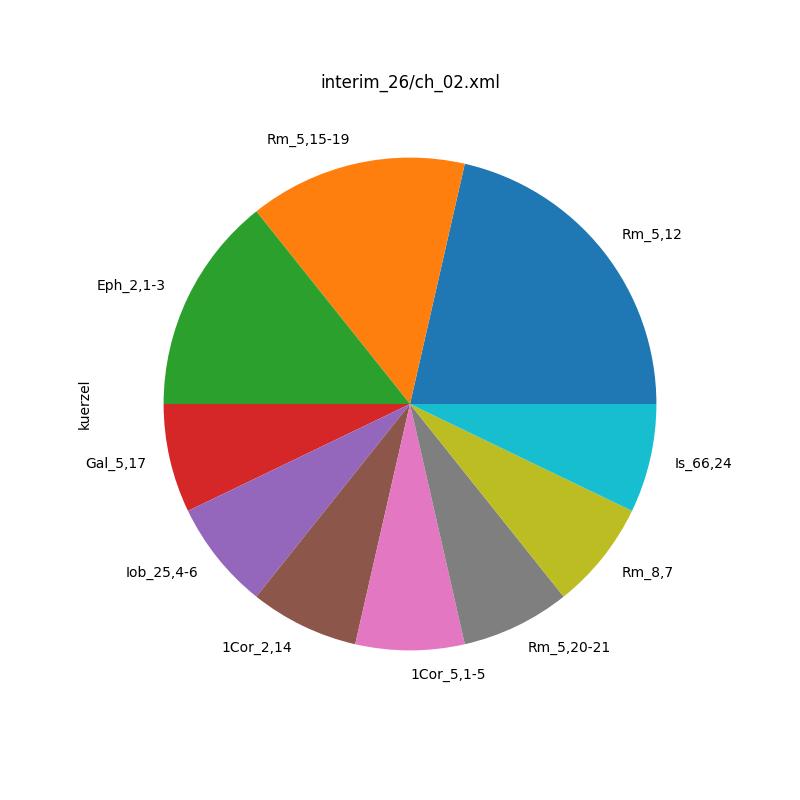 interim_26/ch_02.xml
Rm_5,15-19
Rm_5,12
Eph_2,1-3
kuerzel
Gal_5,17
Is_66,24
Iob_25,4-6
Rm_8,7
1Cor_2,14
Rm_5,20-21
1Cor_5,1-5